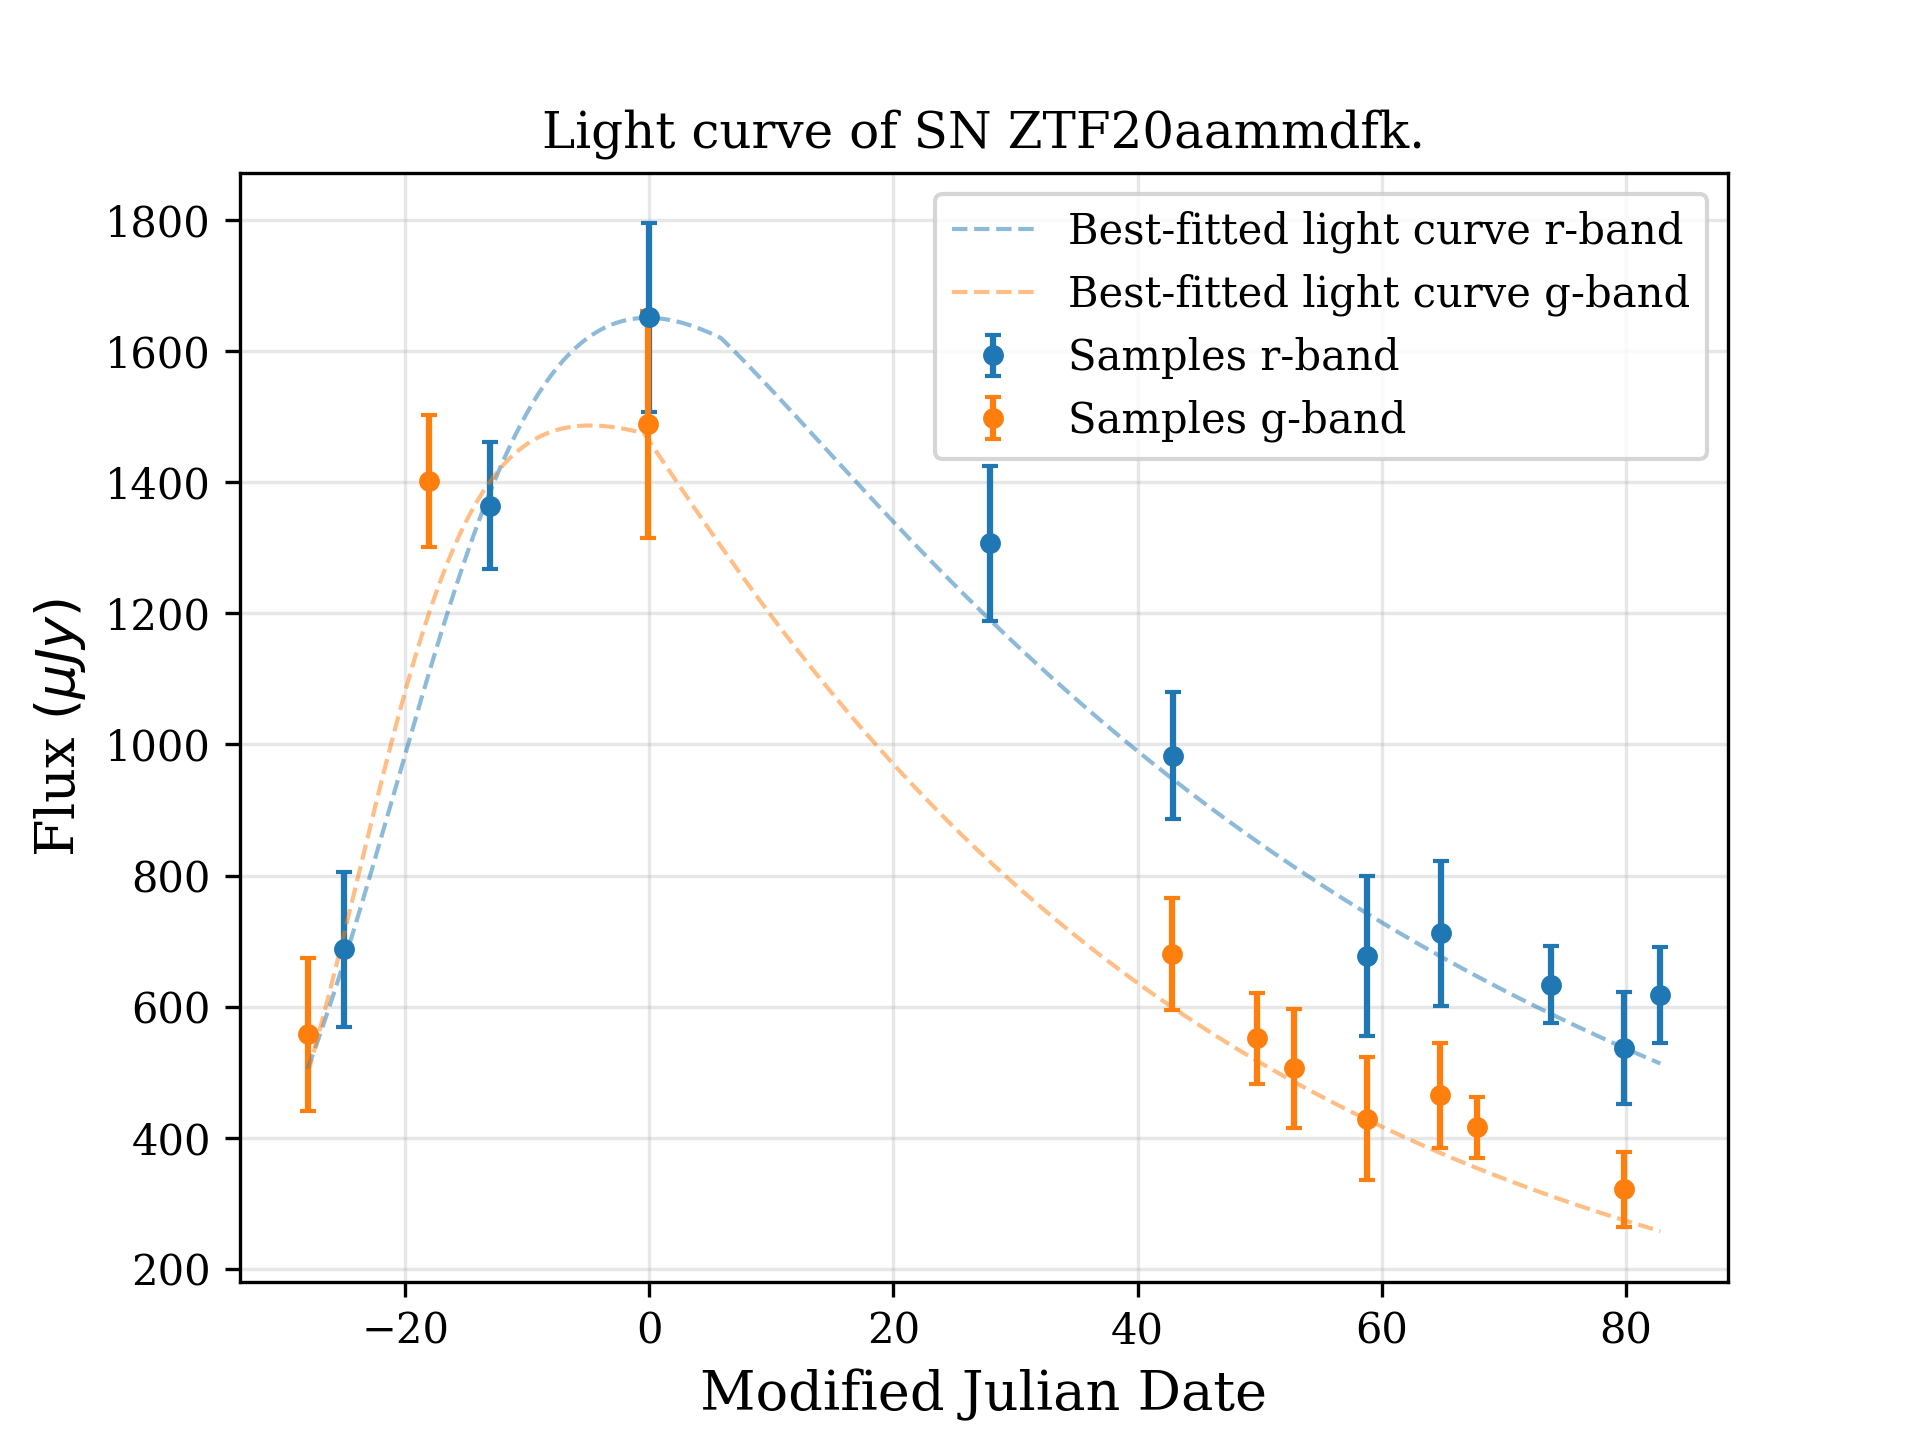 Light curve of SN ZTF20aammdfk.
Best-fitted light curve r-band
Best-fitted light curve g-band
Samples r-band
Samples g-band
1800
1600
1400
1200
1000
800
600
400
200
Flux (μJy)
−20
0
20
40
60
80
Modified Julian Date